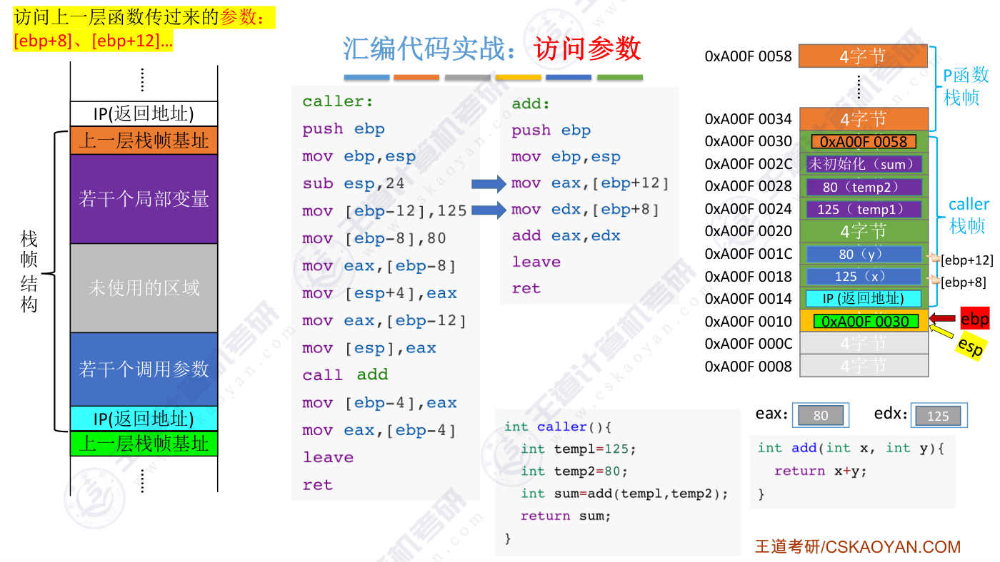 访问上一层函数传过来的参数：
[ebp+8]、[ebp+12]…
汇编代码实战：访问参数
IP(返回地址)
上一层栈帧基址
若干个局部变量
未使用的区域
若干个调用参数
IP(返回地址)
上一层栈帧基址
栈帧结构
caller:
push ebp
mov ebp,esp
sub esp,24
mov [ebp-12],125
mov [ebp-8],80
mov eax,[ebp-8]
mov [esp+4],eax
mov eax,[ebp-12]
mov [esp],eax
call add
mov [ebp-4],eax
mov eax,[ebp-4]
leave
ret
add:
push ebp
mov ebp,esp
mov eax,[ebp+12]
mov edx,[ebp+8]
add eax,edx
leave
ret
0xA00F 0058 4字节
P函数
栈帧
0xA00F 0034 4字节
0xA00F 0030 0xA00F 0058
0xA00F 002C 未初始化（sum）
0xA00F 0028 80（temp2）
0xA00F 0024 125（ temp1）
0xA00F 0020 4字节
0xA00F 001C 80（y） [ebp+12]
0xA00F 0018 125（x） [ebp+8]
0xA00F 0014 IP (返回地址)
0xA00F 0010 0xA00F 0030 ebp
esp
0xA00F 000C 4字节
0xA00F 0008 4字节
caller
栈帧
eax： 80 edx： 125
int caller(){
int temp1=125;
int temp2=80;
int sum=add(temp1,temp2);
return sum;
}
int add(int x, int y){
return x+y;
}
王道考研/CSKAOYAN.COM
王道计算机考研
www.cskaoyan.com